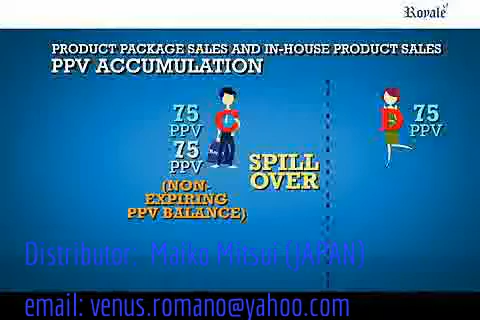 Royalē
PRODUCT PACKAGE SALES AND IN-HOUSE PRODUCT SALES
PPV ACCUMULATION
75
PPV
75
PPV
(NON-
EXPIRING
PPV BALANCE)
C
SPILL
OVER
D
75
PPV
Distributor: Maiko Mitsui (JAPAN)
email: venus.romano@yahoo.com